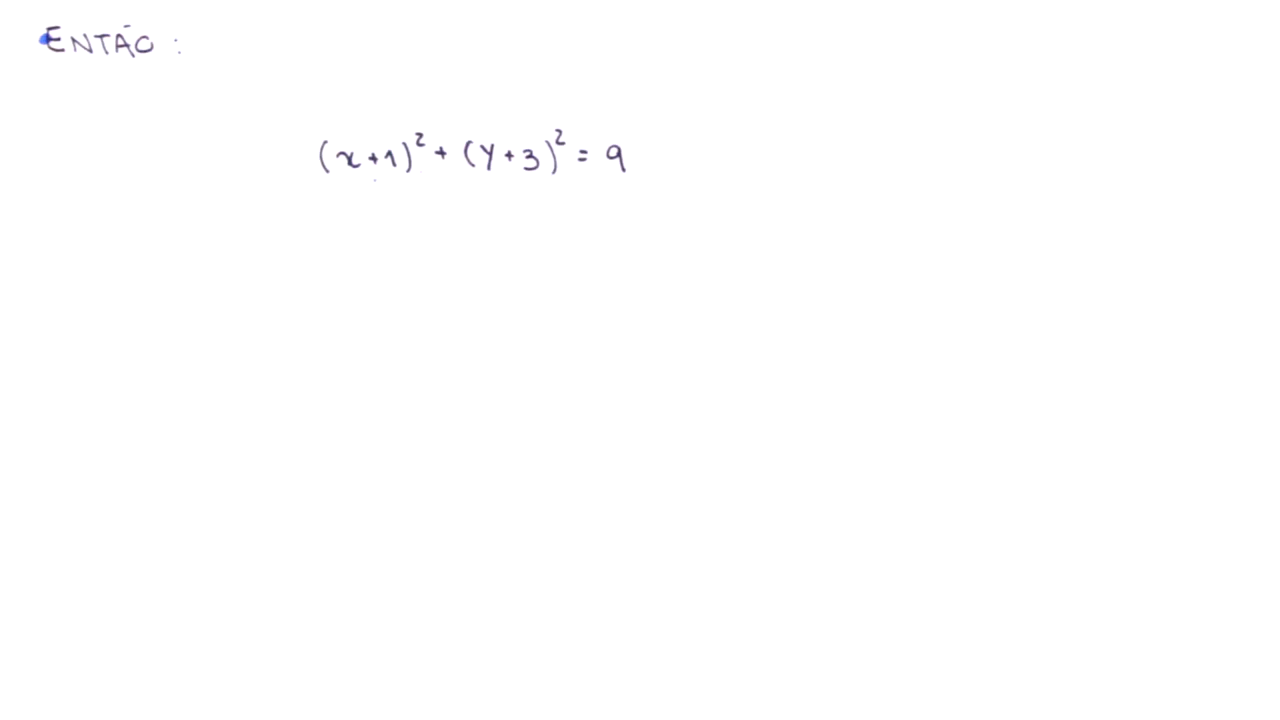 ENTÃO :
(x+1)² + (y+3)² = 9